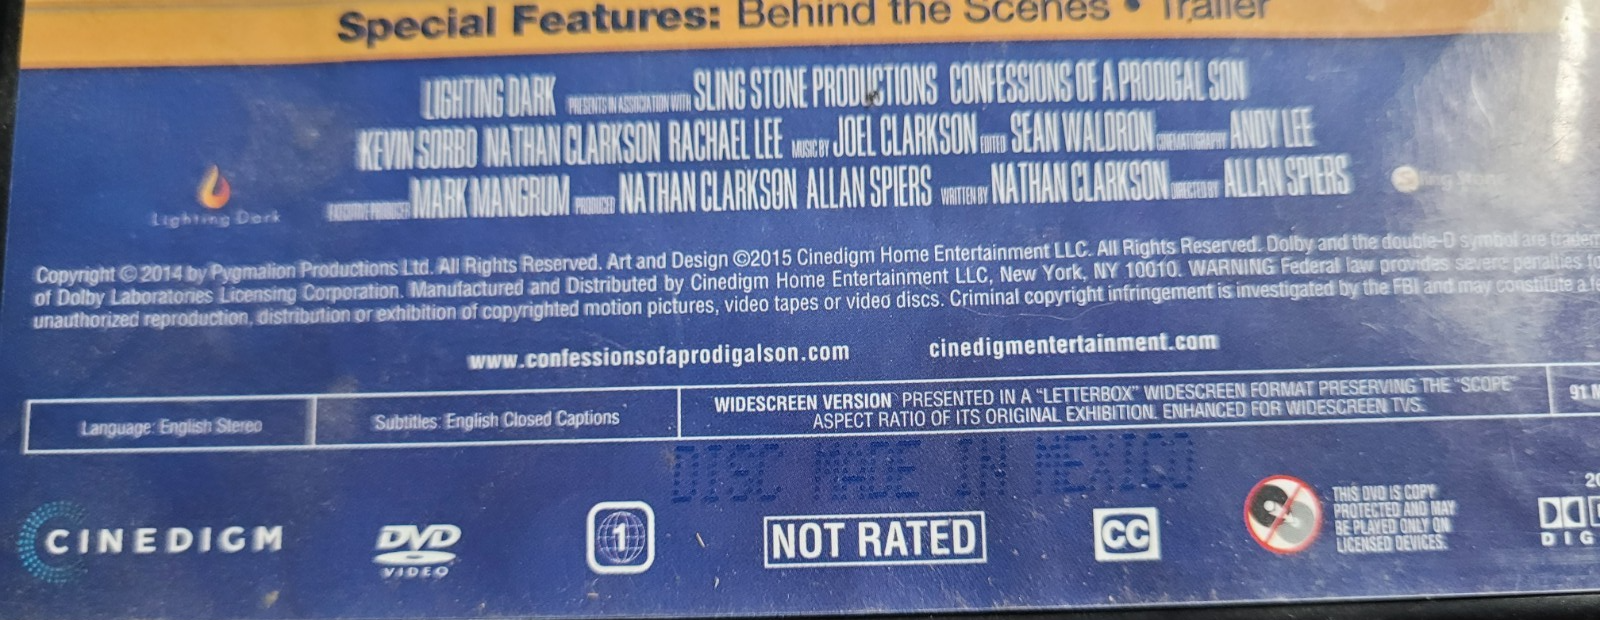 Special Features: Behind the Scenes • Trailer
LIGHTING DARK PRESENTS IN ASSOCIATION WITH SLING STONE PRODUCTIONS CONFESSIONS OF A PRODIGAL SON
KEVIN SORBO NATHAN CLARKSON RACHAEL LEE MUSIC BY JOEL CLARKSON EDITED SEAN WALDRON CINEMATOGRAPHY ANDY LEE
EXECUTIVE PRODUCER MARK MANGRUM PRODUCED NATHAN CLARKSON ALLAN SPIERS WRITTEN BY NATHAN CLARKSON DIRECTED BY ALLAN SPIERS
Lighting Dark
Copyright © 2014 by Pygmalion Productions Ltd. All Rights Reserved. Art and Design ©2015 Cinedigm Home Entertainment LLC. All Rights Reserved. Dolby and the double-D symbol are
of Dolby Laboratories Licensing Corporation. Manufactured and Distributed by Cinedigm Home Entertainment LLC, New York, NY 10010. WARNING Federal law provides severe penalties
unauthorized reproduction, distribution or exhibition of copyrighted motion pictures, video tapes or video discs. Criminal copyright infringement is investigated by the FBI and may constitute a
www.confessionsofaprodigalson.com cinedigmentertainment.com
Language: English Stereo
Subtitles: English Closed Captions
WIDESCREEN VERSION PRESENTED IN A "LETTERBOX" WIDESCREEN FORMAT PRESERVING THE "SCOPE"
ASPECT RATIO OF ITS ORIGINAL EXHIBITION. ENHANCED FOR WIDESCREEN TVS.
91
DISC MADE IN MEXICO
CINEDIGM
DVD
VIDEO
1
NOT RATED
CC
THIS DVD IS COPY
PROTECTED AND MAY
BE PLAYED ONLY ON
LICENSED DEVICES.